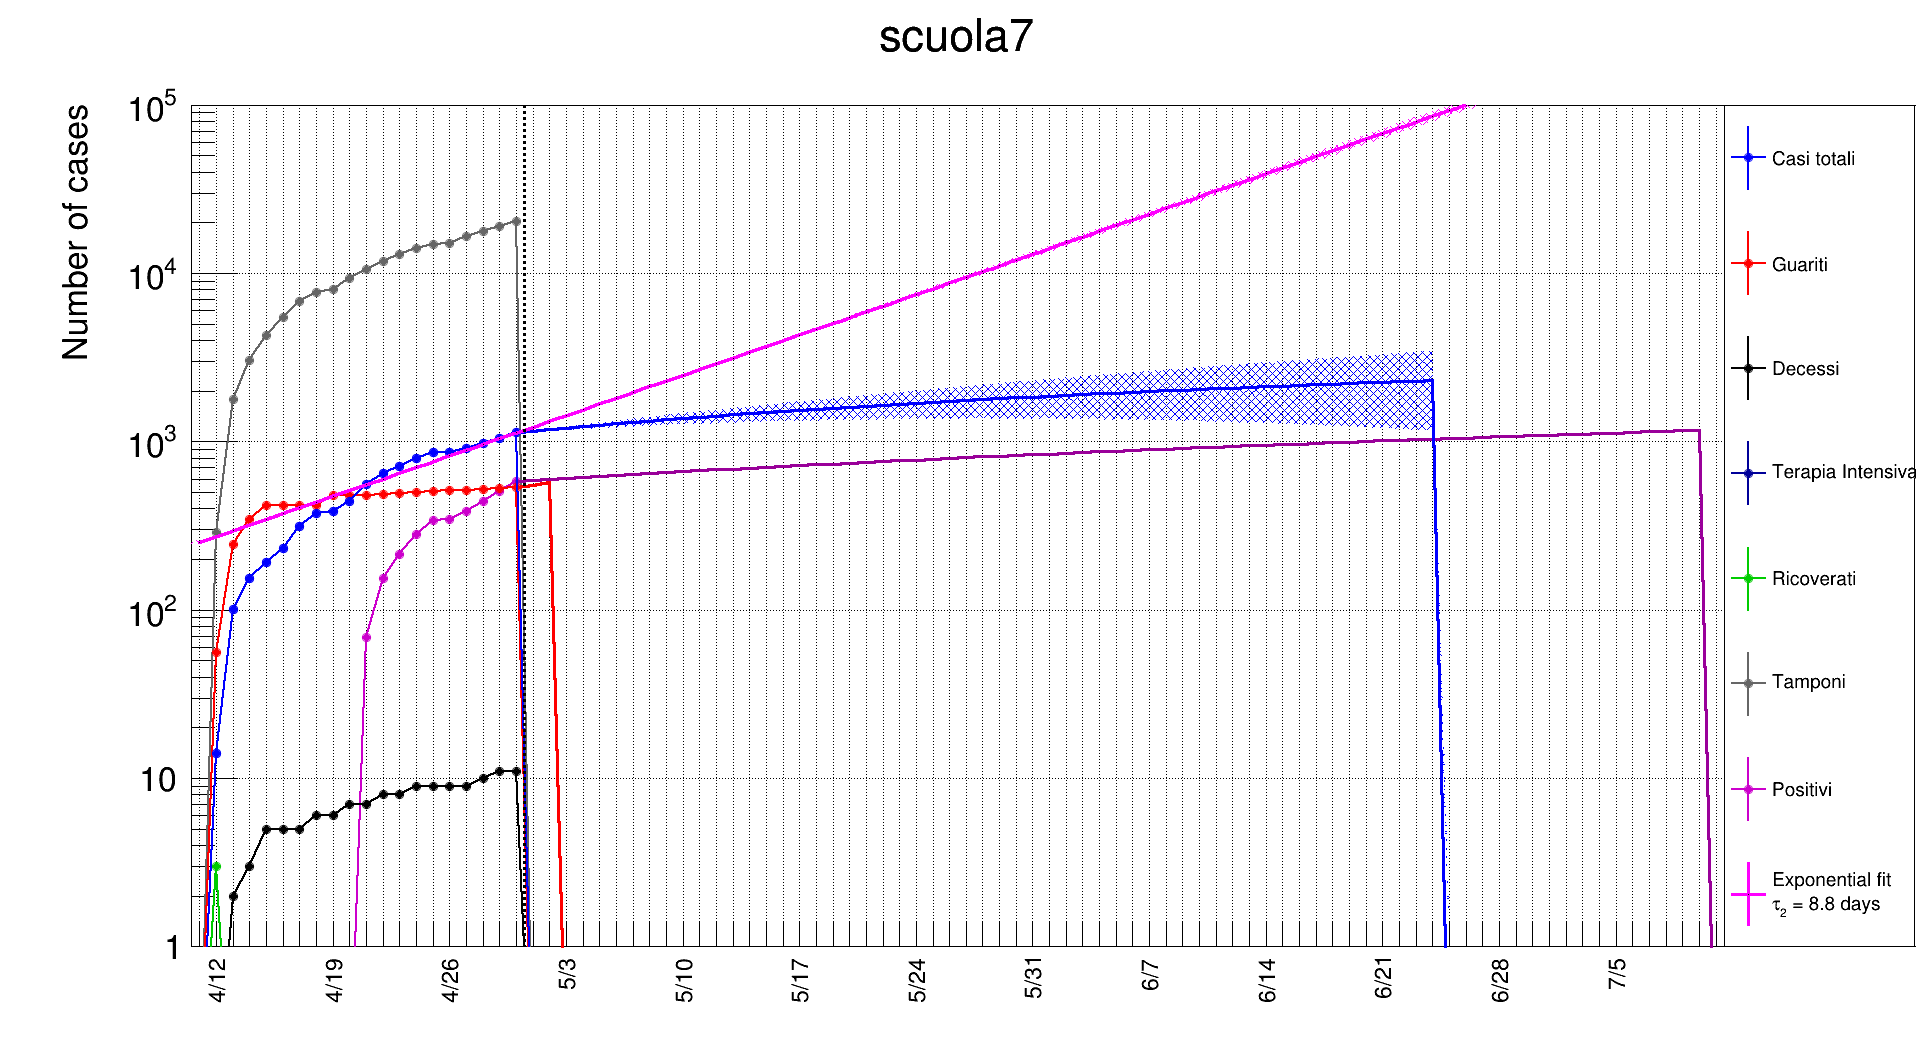 scuola7
Number of cases
10^5
10^4
10^3
10^2
10
1
4/12
4/19
4/26
5/3
5/10
5/17
5/24
5/31
6/7
6/14
6/21
6/28
7/5
Casi totali
Guariti
Decessi
Terapia Intensiva
Ricoverati
Tamponi
Positivi
Exponential fit
τ₂ = 8.8 days